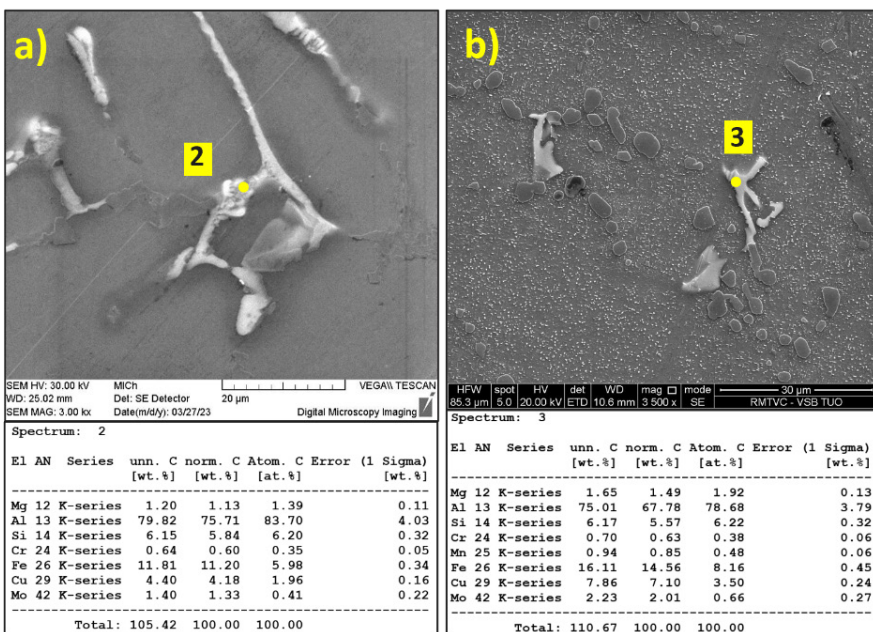 a)
2
SEM HV: 30.00 kV MICh VEGA\\ TESCAN
WD: 25.02 mm Det: SE Detector 20 µm
SEM MAG: 3.00 kx Date(m/d/y): 03/27/23 Digital Microscopy Imaging
Spectrum: 2
El AN Series unn. C norm. C Atom. C Error (1 Sigma)
[wt.%] [wt.%] [at.%] [wt.%]
Mg 12 K-series 1.20 1.13 1.39 0.11
Al 13 K-series 79.82 75.71 83.70 4.03
Si 14 K-series 6.15 5.84 6.20 0.32
Cr 24 K-series 0.64 0.60 0.35 0.05
Fe 26 K-series 11.81 11.20 5.98 0.34
Cu 29 K-series 4.40 4.18 1.96 0.16
Mo 42 K-series 1.40 1.33 0.41 0.22
Total: 105.42 100.00 100.00
b)
3
HFW spot HV det WD mag mode 30 µm
85.3 µm 5.0 20.00 kV ETD 10.6 mm 3 500 x SE RMTVC - VSB TUO
Spectrum: 3
El AN Series unn. C norm. C Atom. C Error (1 Sigma)
[wt.%] [wt.%] [at.%] [wt.%]
Mg 12 K-series 1.65 1.49 1.92 0.13
Al 13 K-series 75.01 67.78 78.68 3.79
Si 14 K-series 6.17 5.57 6.22 0.32
Cr 24 K-series 0.70 0.63 0.38 0.06
Mn 25 K-series 0.94 0.85 0.48 0.06
Fe 26 K-series 16.11 14.56 8.16 0.45
Cu 29 K-series 7.86 7.10 3.50 0.24
Mo 42 K-series 2.23 2.01 0.66 0.27
Total: 110.67 100.00 100.00